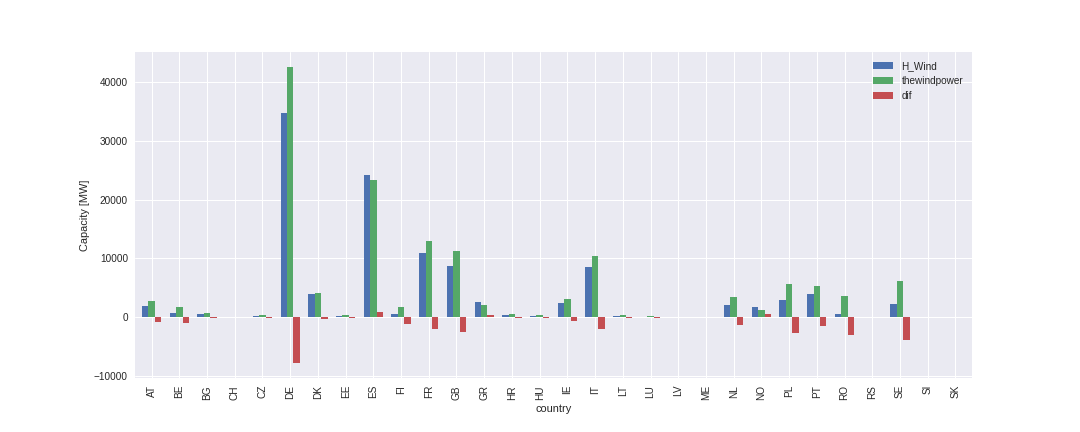 H_Wind
thewindpower
dif
Capacity [MW]
40000
30000
20000
10000
0
−10000
AT BE BG CH CZ DE DK EE ES FI FR GB GR HR HU IE IT LT LU LV ME NL NO PL PT RO RS SE SI SK
country